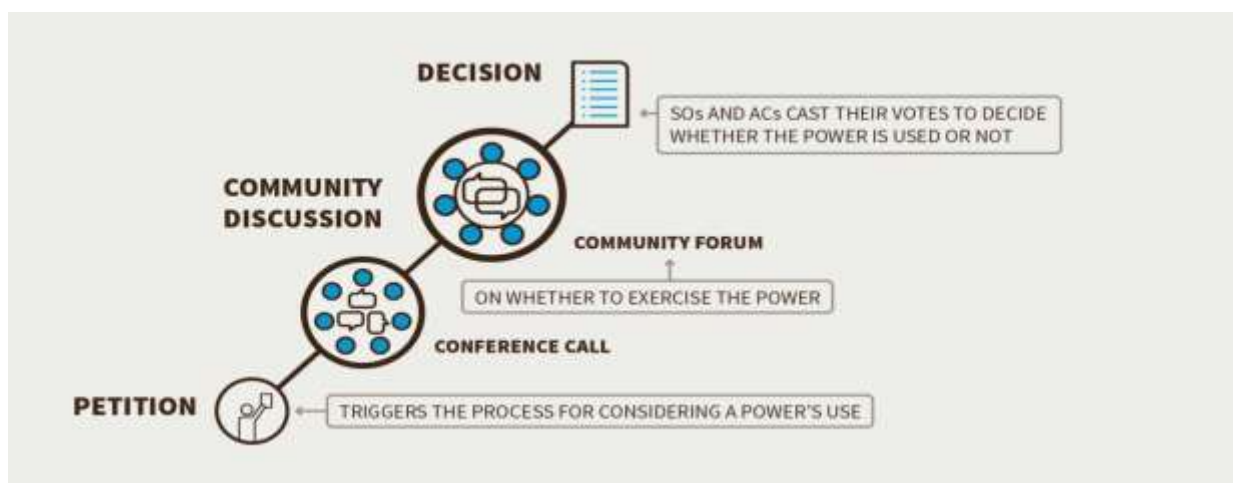 DECISION
SOs AND ACs CAST THEIR VOTES TO DECIDE
WHETHER THE POWER IS USED OR NOT
COMMUNITY
DISCUSSION
COMMUNITY FORUM
ON WHETHER TO EXERCISE THE POWER
CONFERENCE CALL
PETITION
TRIGGERS THE PROCESS FOR CONSIDERING A POWER'S USE